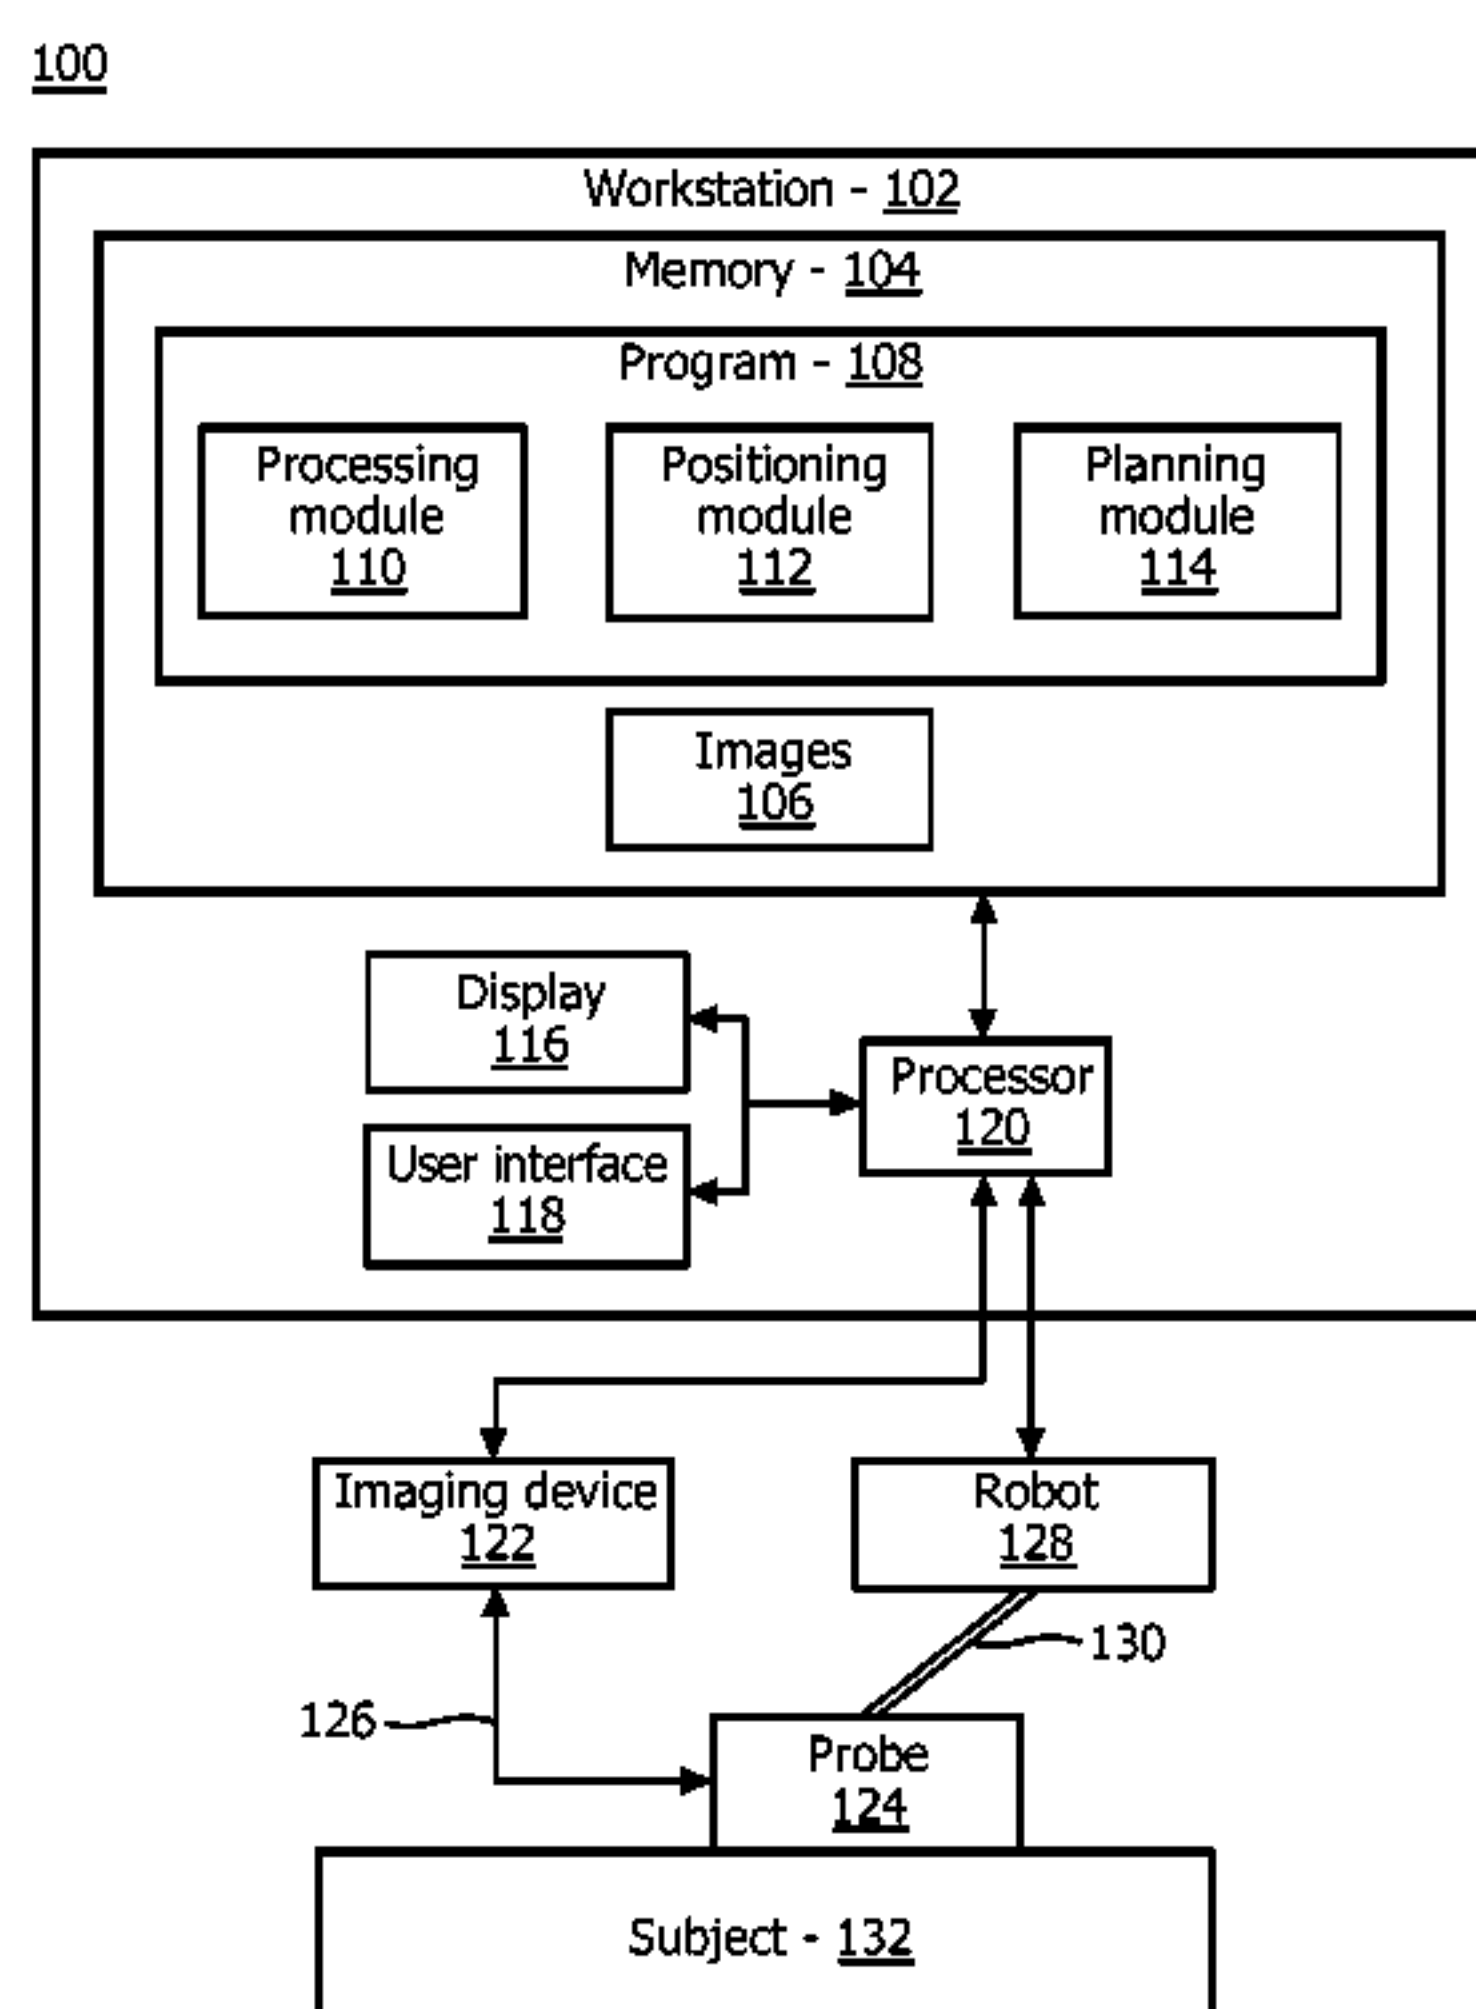 100
Workstation - 102
Memory - 104
Program - 108
Processing
module
110
Positioning
module
112
Planning
module
114
Images
106
Display
116
Processor
120
User interface
118
Imaging device
122
Robot
128
130
126
Probe
124
Subject - 132